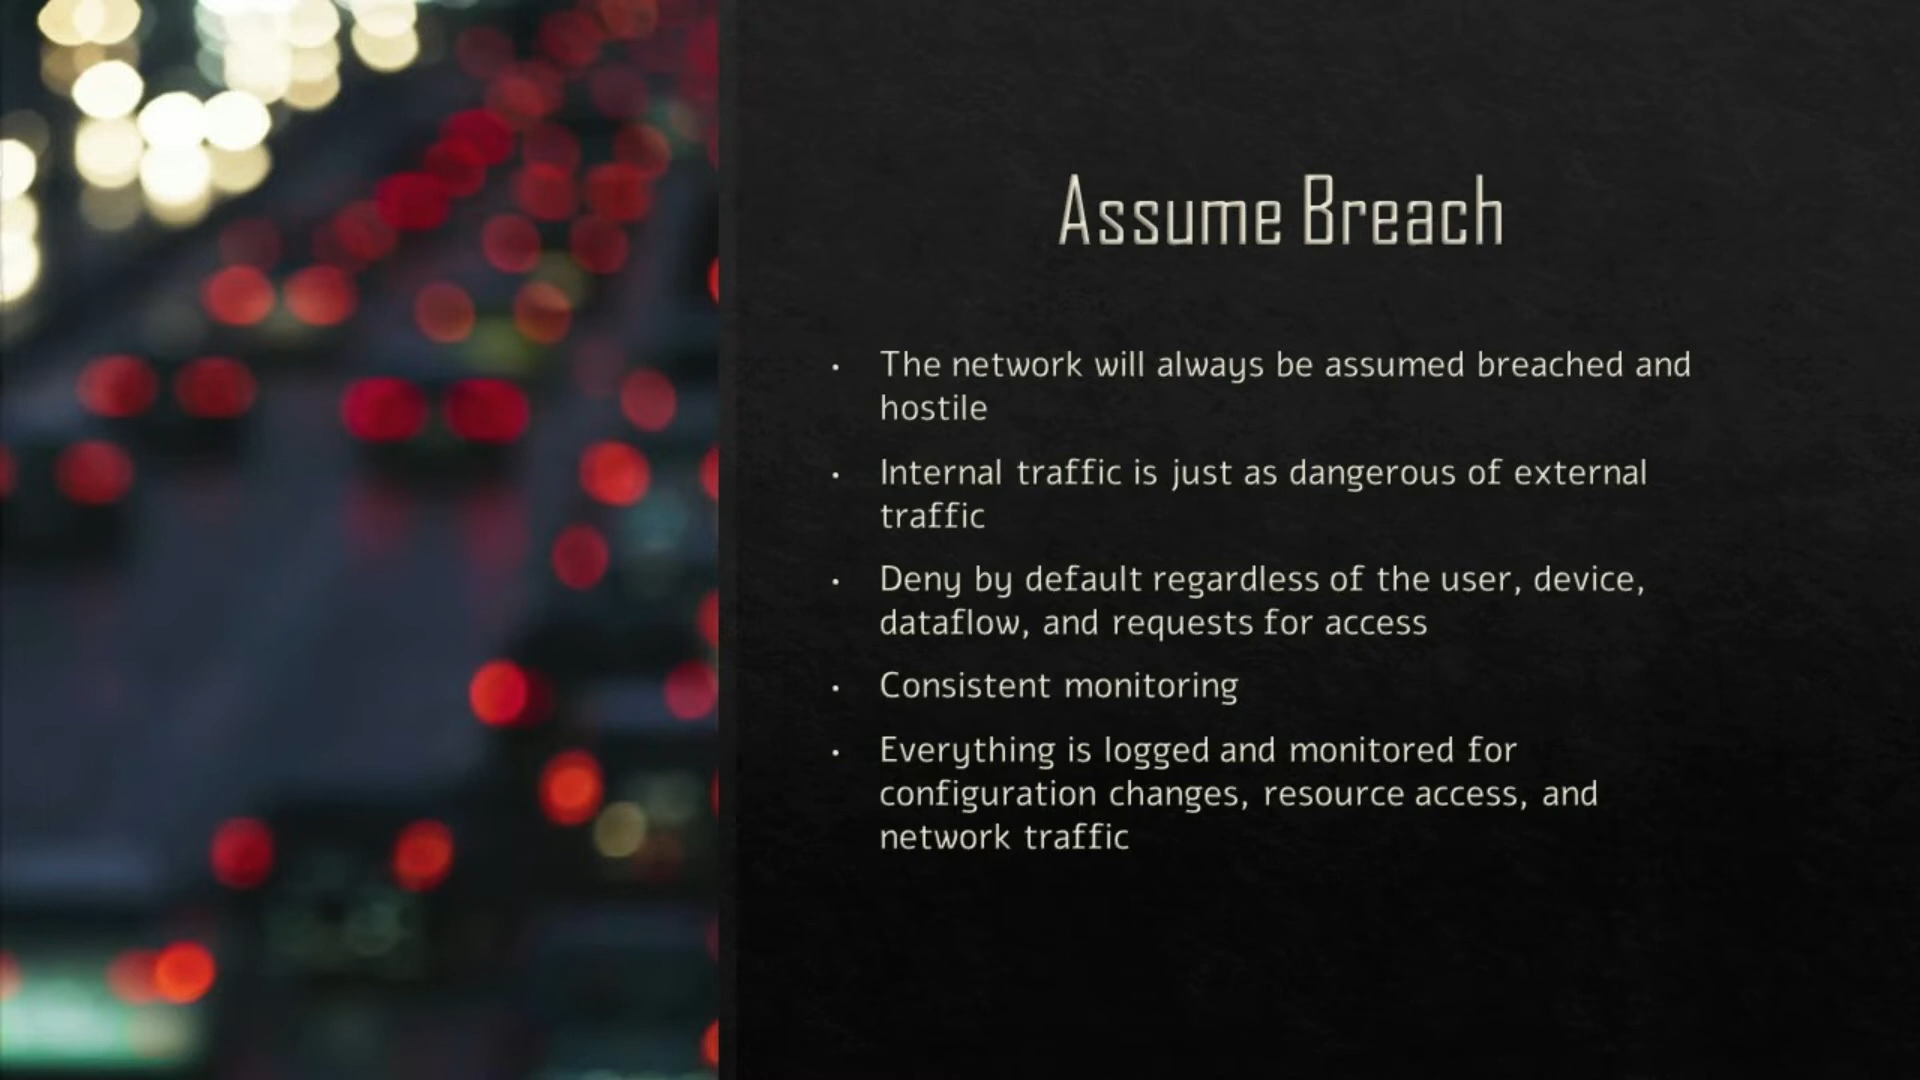 Assume Breach
• The network will always be assumed breached and
hostile
• Internal traffic is just as dangerous of external
traffic
• Deny by default regardless of the user, device,
dataflow, and requests for access
• Consistent monitoring
• Everything is logged and monitored for
configuration changes, resource access, and
network traffic